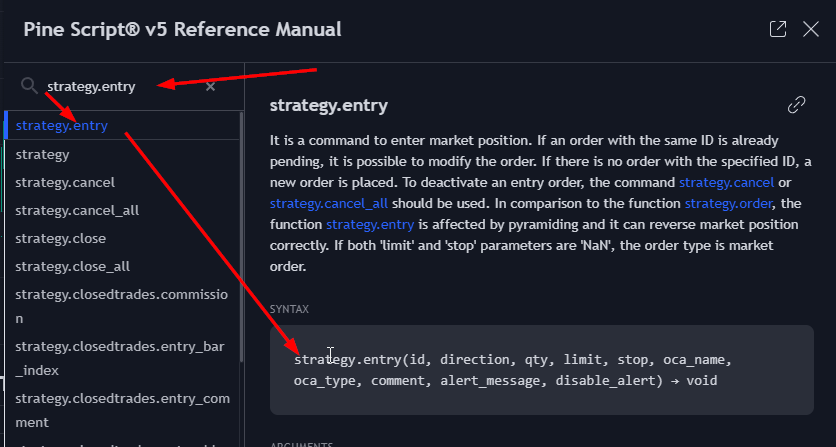 Pine Script® v5 Reference Manual
strategy.entry
strategy.entry
strategy
strategy.cancel
strategy.cancel_all
strategy.close
strategy.close_all
strategy.closedtrades.commissio
n
strategy.closedtrades.entry_bar
_index
strategy.closedtrades.entry_com
ment
strategy.entry
It is a command to enter market position. If an order with the same ID is already
pending, it is possible to modify the order. If there is no order with the specified ID, a
new order is placed. To deactivate an entry order, the command strategy.cancel or
strategy.cancel_all should be used. In comparison to the function strategy.order, the
function strategy.entry is affected by pyramiding and it can reverse market position
correctly. If both 'limit' and 'stop' parameters are 'NaN', the order type is market
order.
SYNTAX
strategy.entry(id, direction, qty, limit, stop, oca_name,
oca_type, comment, alert_message, disable_alert) → void
ARGUMENTS